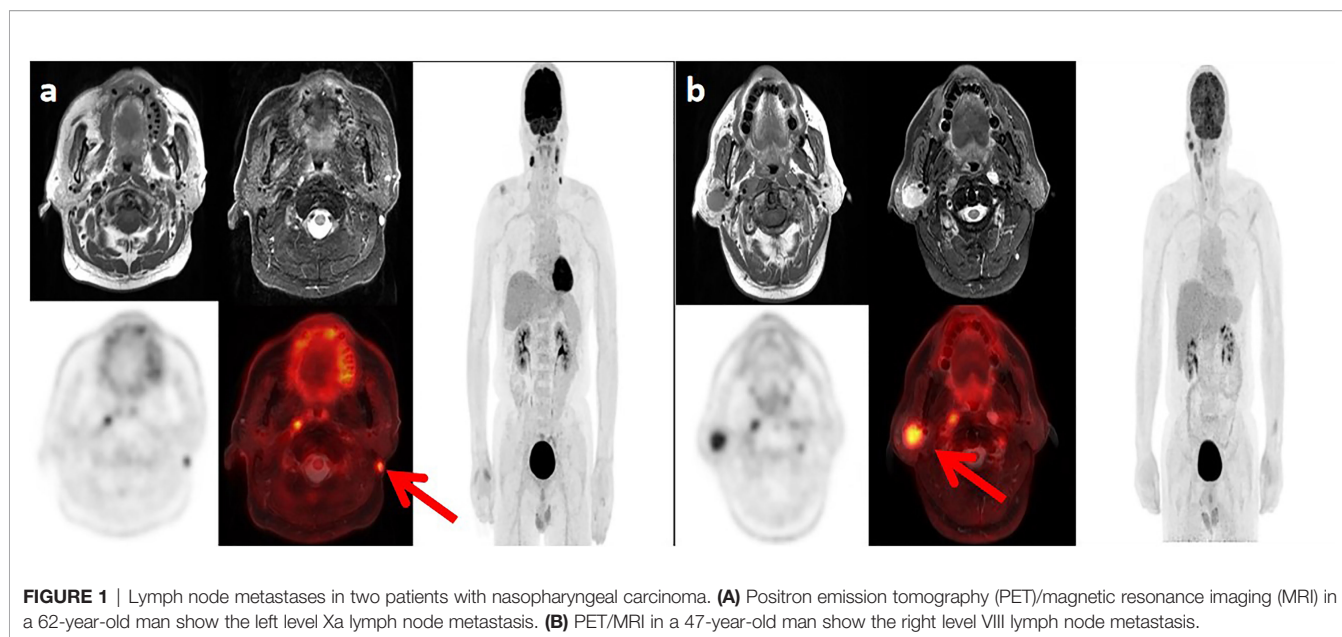 a
b
FIGURE 1 | Lymph node metastases in two patients with nasopharyngeal carcinoma. (A) Positron emission tomography (PET)/magnetic resonance imaging (MRI) in
a 62-year-old man show the left level Xa lymph node metastasis. (B) PET/MRI in a 47-year-old man show the right level VIII lymph node metastasis.